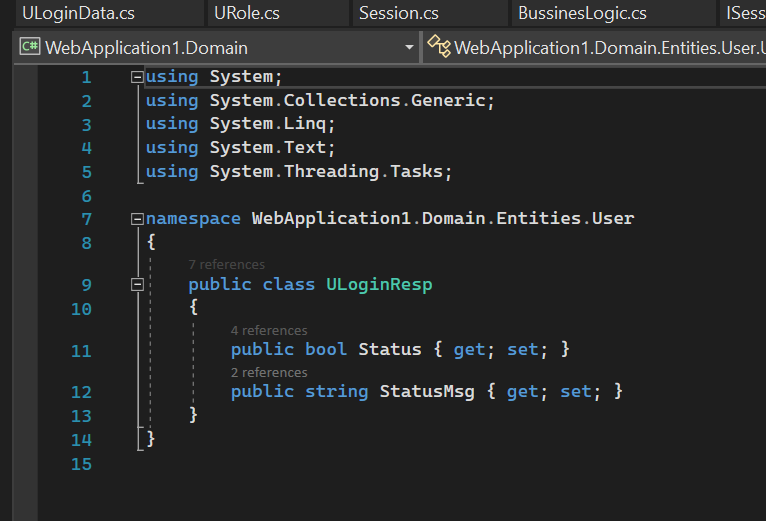 ULoginData.cs URole.cs Session.cs BussinesLogic.cs ISess
C# WebApplication1.Domain WebApplication1.Domain.Entities.User.U
1 using System;
2 using System.Collections.Generic;
3 using System.Linq;
4 using System.Text;
5 using System.Threading.Tasks;
6
7 namespace WebApplication1.Domain.Entities.User
8 {
7 references
9 public class ULoginResp
10 {
4 references
11 public bool Status { get; set; }
2 references
12 public string StatusMsg { get; set; }
13 }
14 }
15